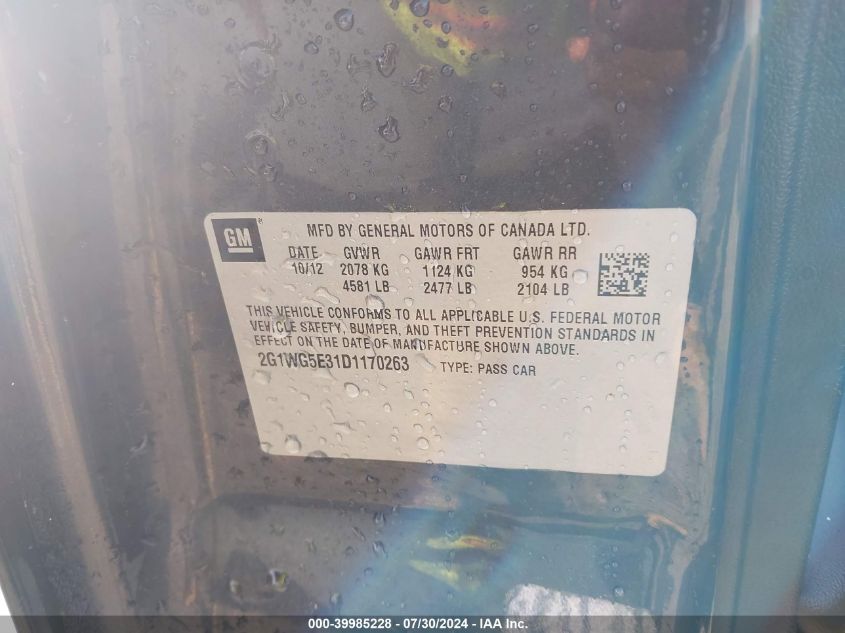 GM ®
MFD BY GENERAL MOTORS OF CANADA LTD.
DATE GVWR GAWR FRT GAWR RR
10/12 2078 KG 1124 KG 954 KG
4581 LB 2477 LB 2104 LB
THIS VEHICLE CONFORMS TO ALL APPLICABLE U.S. FEDERAL MOTOR
VEHICLE SAFETY, BUMPER, AND THEFT PREVENTION STANDARDS IN
EFFECT ON THE DATE OF MANUFACTURE SHOWN ABOVE.
2G1WG5E31D1170263 TYPE: PASS CAR
000-39985228 - 07/30/2024 - IAA Inc.